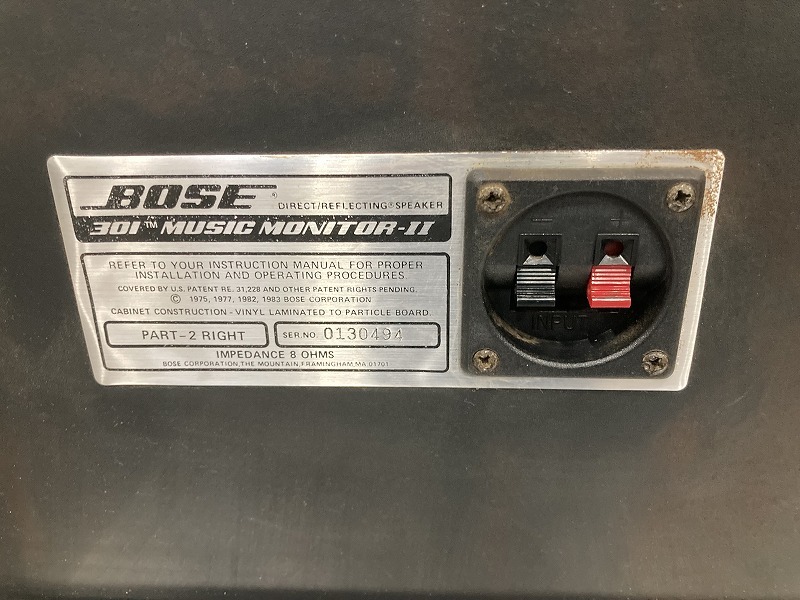 BOSE® DIRECT/REFLECTING® SPEAKER
301™ MUSIC MONITOR-II
REFER TO YOUR INSTRUCTION MANUAL FOR PROPER
INSTALLATION AND OPERATING PROCEDURES.
COVERED BY U.S. PATENT RE. 31,228 AND OTHER PATENT RIGHTS PENDING.
© 1975, 1977, 1982, 1983 BOSE CORPORATION
CABINET CONSTRUCTION - VINYL LAMINATED TO PARTICLE BOARD.
PART-2 RIGHT
SER.NO. 0130494
IMPEDANCE 8 OHMS
BOSE CORPORATION, THE MOUNTAIN, FRAMINGHAM, MA 01701
− +
INPUT